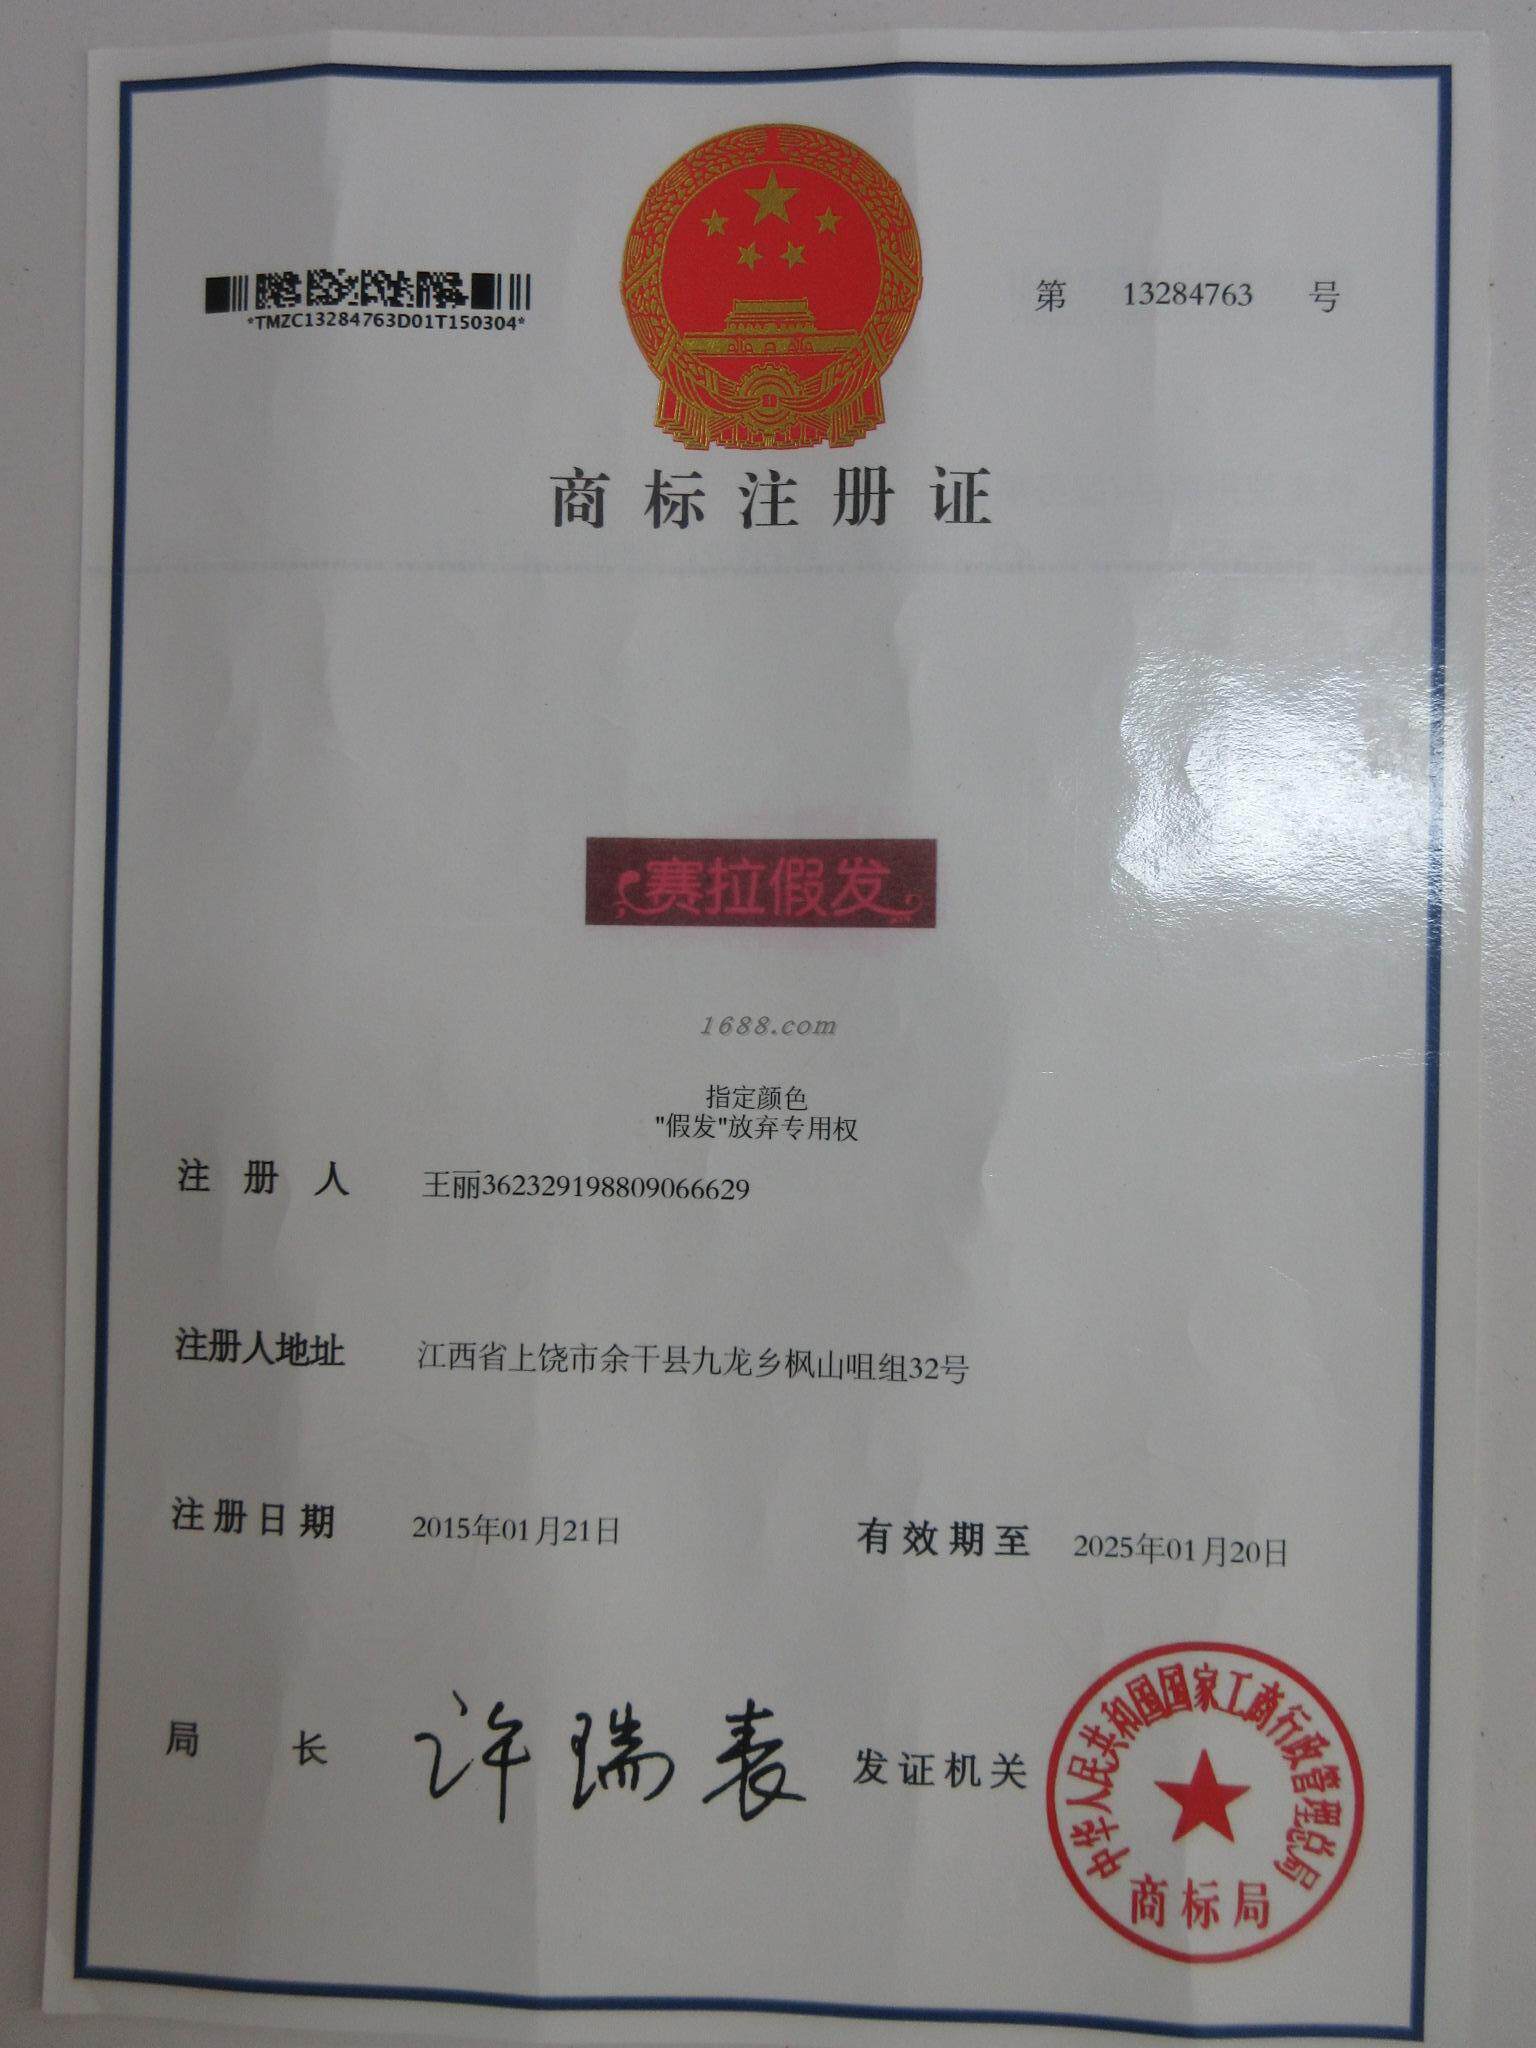 *TMZC13284763D01T150304*
第 13284763 号
商标注册证
赛拉假发
1688.com
指定颜色
"假发"放弃专用权
注册人 王丽362329198809066629
注册人地址 江西省上饶市余干县九龙乡枫山咀组32号
注册日期 2015年01月21日 有效期至 2025年01月20日
局长 许瑞表 发证机关
中华人民共和国国家工商行政管理总局
商标局